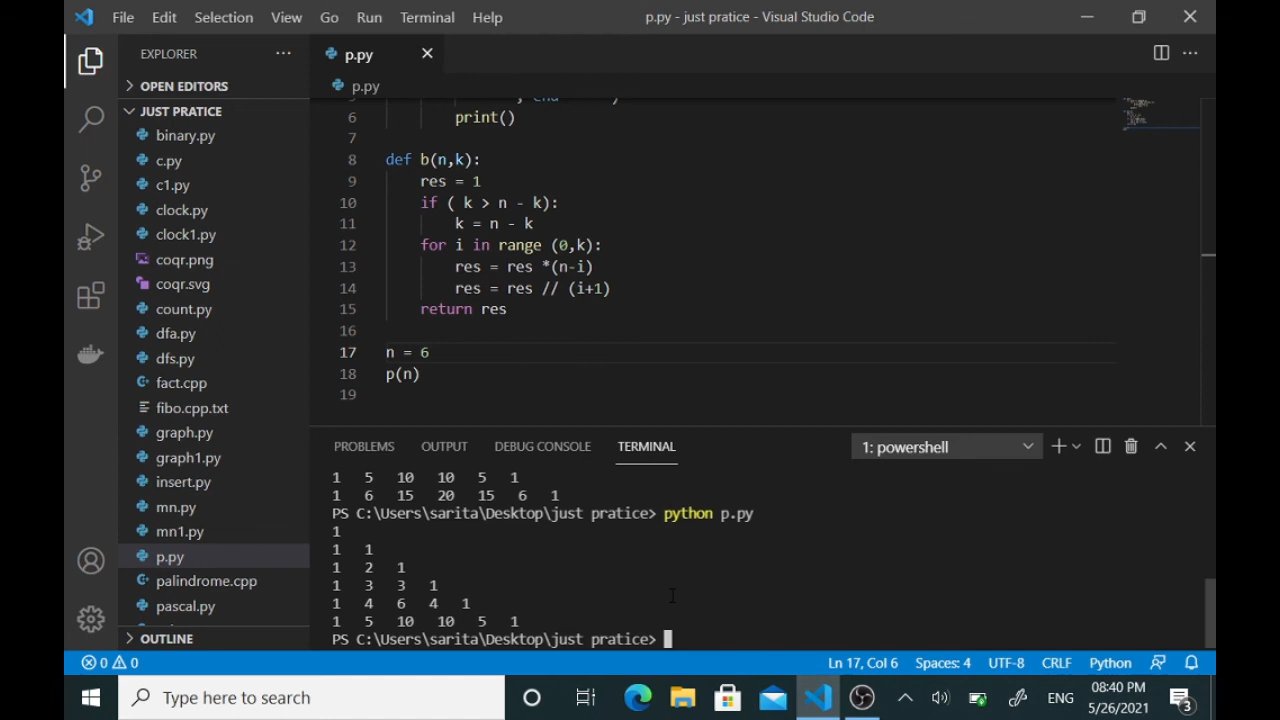 File Edit Selection View Go Run Terminal Help p.py - just pratice - Visual Studio Code
EXPLORER
p.py
OPEN EDITORS
p.py
JUST PRATICE
binary.py
c.py
c1.py
clock.py
clock1.py
coqr.png
coqr.svg
count.py
dfa.py
dfs.py
fact.cpp
fibo.cpp.txt
graph.py
graph1.py
insert.py
mn.py
mn1.py
p.py
palindrome.cpp
pascal.py
OUTLINE
6 print()
7
8 def b(n,k):
9 res = 1
10 if ( k > n - k):
11 k = n - k
12 for i in range (0,k):
13 res = res *(n-i)
14 res = res // (i+1)
15 return res
16
17 n = 6
18 p(n)
19
PROBLEMS OUTPUT DEBUG CONSOLE TERMINAL 1: powershell
1 5 10 10 5 1
1 6 15 20 15 6 1
PS C:\Users\sarita\Desktop\just pratice> python p.py
1
1 1
1 2 1
1 3 3 1
1 4 6 4 1
1 5 10 10 5 1
PS C:\Users\sarita\Desktop\just pratice>
0 0 Ln 17, Col 6 Spaces: 4 UTF-8 CRLF Python
Type here to search ENG 08:40 PM
5/26/2021 3